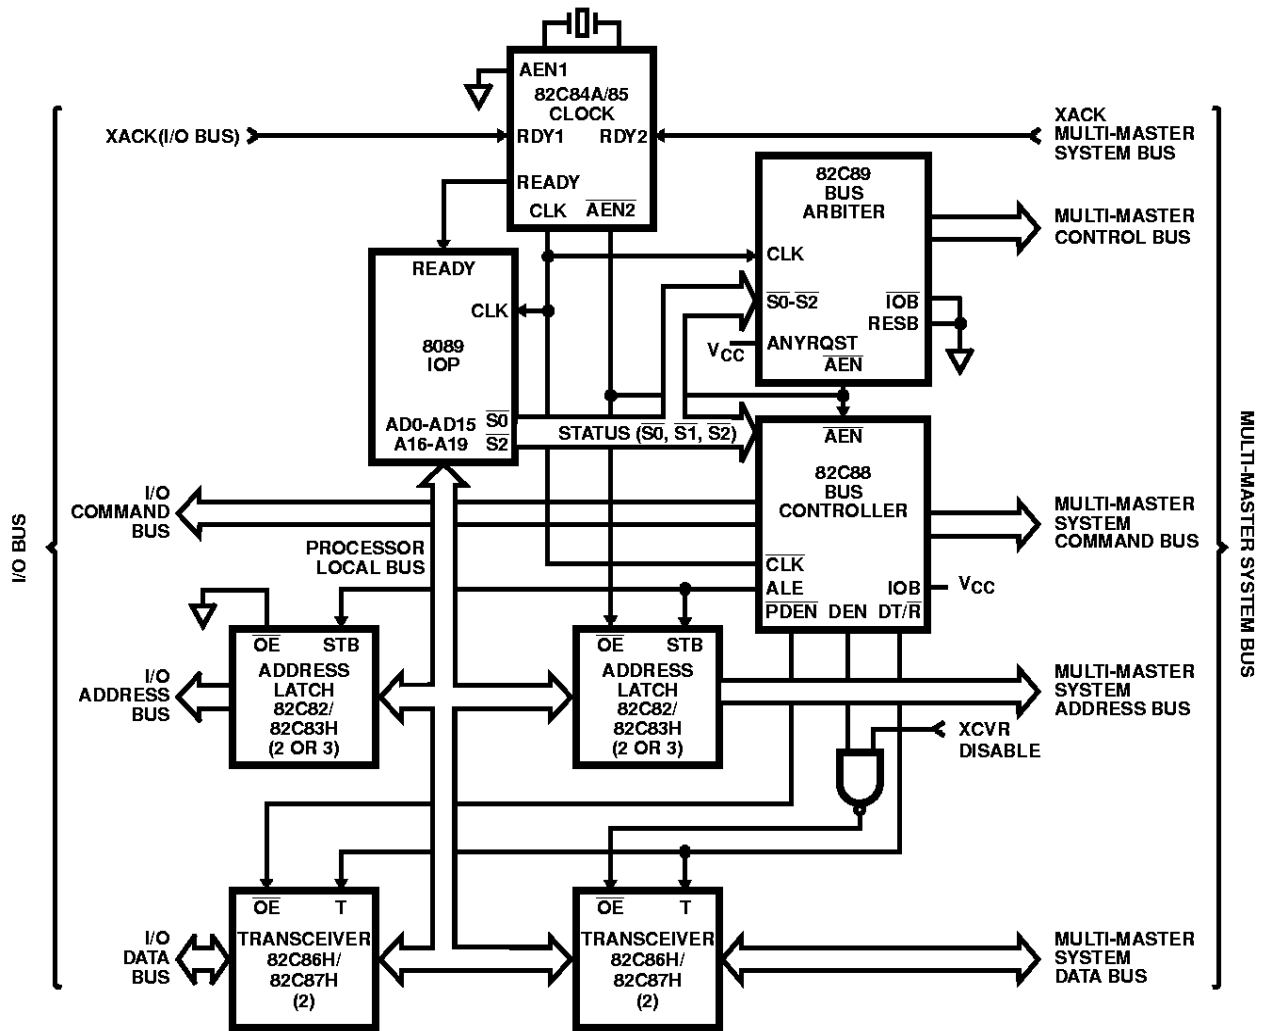 AEN1
82C84A/85
CLOCK
XACK(I/O BUS)
RDY1
RDY2
XACK
MULTI-MASTER
SYSTEM BUS
READY
CLK
AEN2
82C89
BUS
ARBITER
MULTI-MASTER
CONTROL BUS
CLK
S0-S2
IOB
RESB
VCC
ANYRQST
AEN
READY
CLK
8089
IOP
AD0-AD15
A16-A19
S0
S2
STATUS (S0, S1, S2)
AEN
82C88
BUS
CONTROLLER
I/O
COMMAND
BUS
MULTI-MASTER
SYSTEM
COMMAND BUS
I/O BUS
MULTI-MASTER SYSTEM BUS
PROCESSOR
LOCAL BUS
CLK
ALE
IOB
VCC
PDEN
DEN
DT/R
OE
STB
ADDRESS
LATCH
82C82/
82C83H
(2 OR 3)
I/O
ADDRESS
BUS
OE
STB
ADDRESS
LATCH
82C82/
82C83H
(2 OR 3)
MULTI-MASTER
SYSTEM
ADDRESS BUS
XCVR
DISABLE
OE
T
TRANSCEIVER
82C86H/
82C87H
(2)
I/O
DATA
BUS
OE
T
TRANSCEIVER
82C86H/
82C87H
(2)
MULTI-MASTER
SYSTEM
DATA BUS